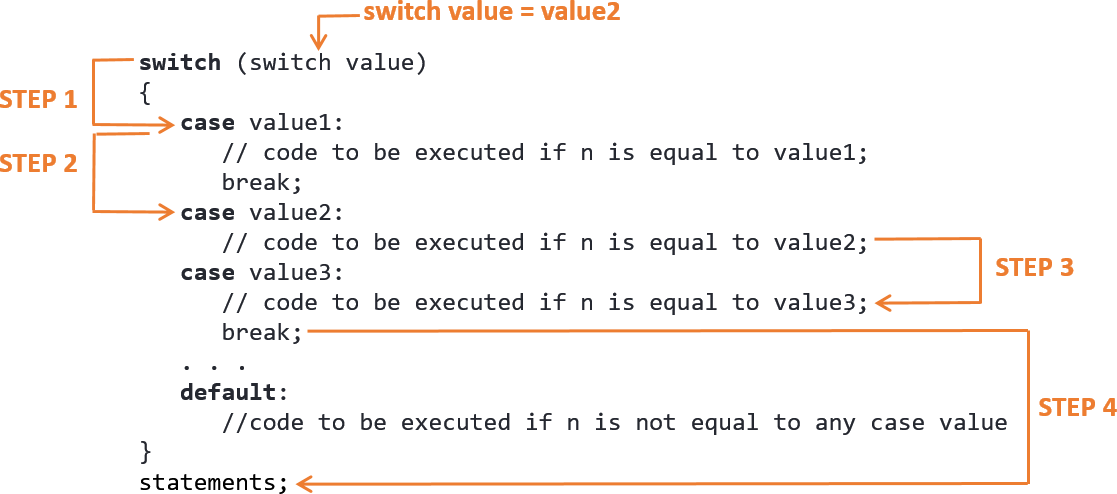 switch value = value2
switch (switch value)
{
STEP 1
case value1:
// code to be executed if n is equal to value1;
STEP 2
break;
case value2:
// code to be executed if n is equal to value2;
case value3:
STEP 3
// code to be executed if n is equal to value3;
break;
. . .
default:
STEP 4
//code to be executed if n is not equal to any case value
}
statements;